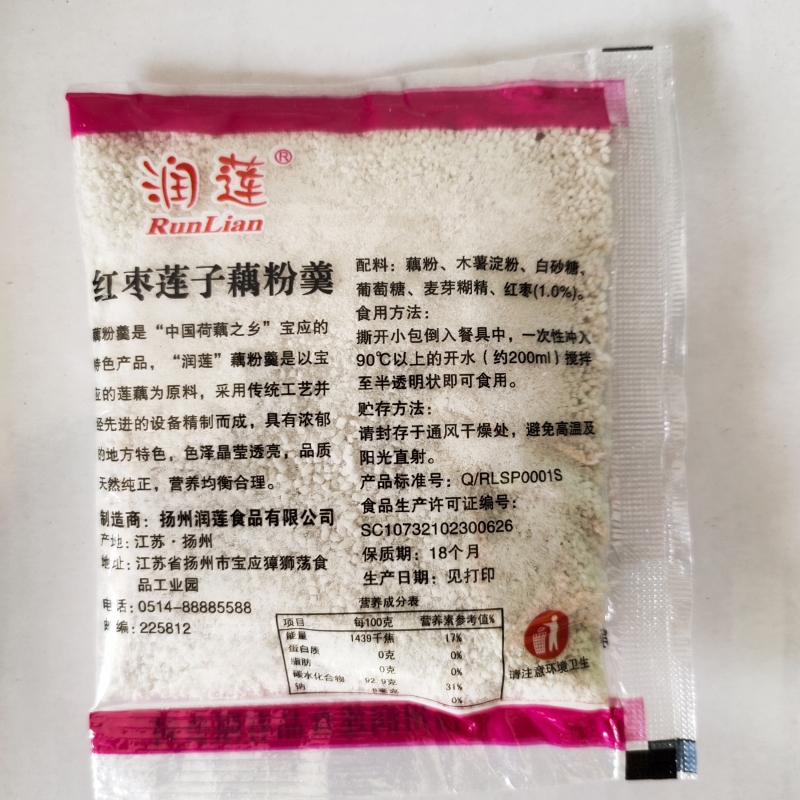 润莲®
RunLian
红枣莲子藕粉羹
藕粉羹是“中国荷藕之乡”宝应的
特色产品，“润莲”藕粉羹是以宝
应的莲藕为原料，采用传统工艺并
经先进的设备精制而成，具有浓郁
的地方特色，色泽晶莹透亮，品质
天然纯正，营养均衡合理。
制造商：扬州润莲食品有限公司
产地：江苏·扬州
地址：江苏省扬州市宝应獐狮荡食
品工业园
电话：0514-88885588
邮编：225812
配料：藕粉、木薯淀粉、白砂糖、
葡萄糖、麦芽糊精、红枣(1.0%)。
食用方法：
撕开小包倒入餐具中，一次性冲入
90℃以上的开水（约200ml）搅拌
至半透明状即可食用。
贮存方法：
请封存于通风干燥处，避免高温及
阳光直射。
产品标准号：Q/RLSP0001S
食品生产许可证编号：
SC10732102300626
保质期：18个月
生产日期：见打印
营养成分表
项目 每100克 营养素参考值%
能量 1439千焦 17%
蛋白质 0克 0%
脂肪 0克 0%
碳水化合物 92.9克 31%
钠 0%
请注意环境卫生